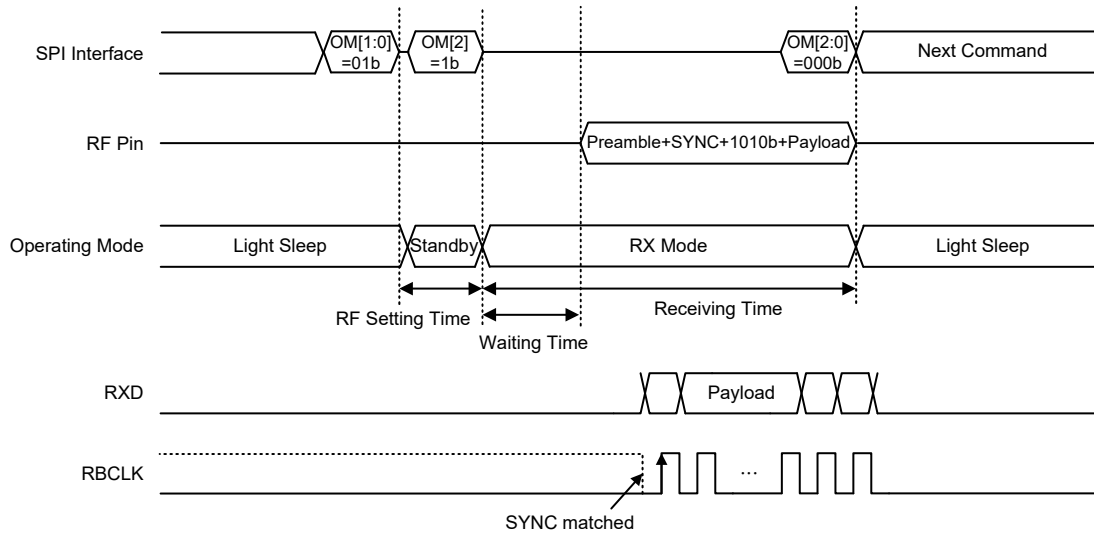 SPI Interface
OM[1:0]
=01b
OM[2]
=1b
OM[2:0]
=000b
Next Command
RF Pin
Preamble+SYNC+1010b+Payload
Operating Mode
Light Sleep
Standby
RX Mode
Light Sleep
RF Setting Time
Receiving Time
Waiting Time
RXD
Payload
RBCLK
...
SYNC matched